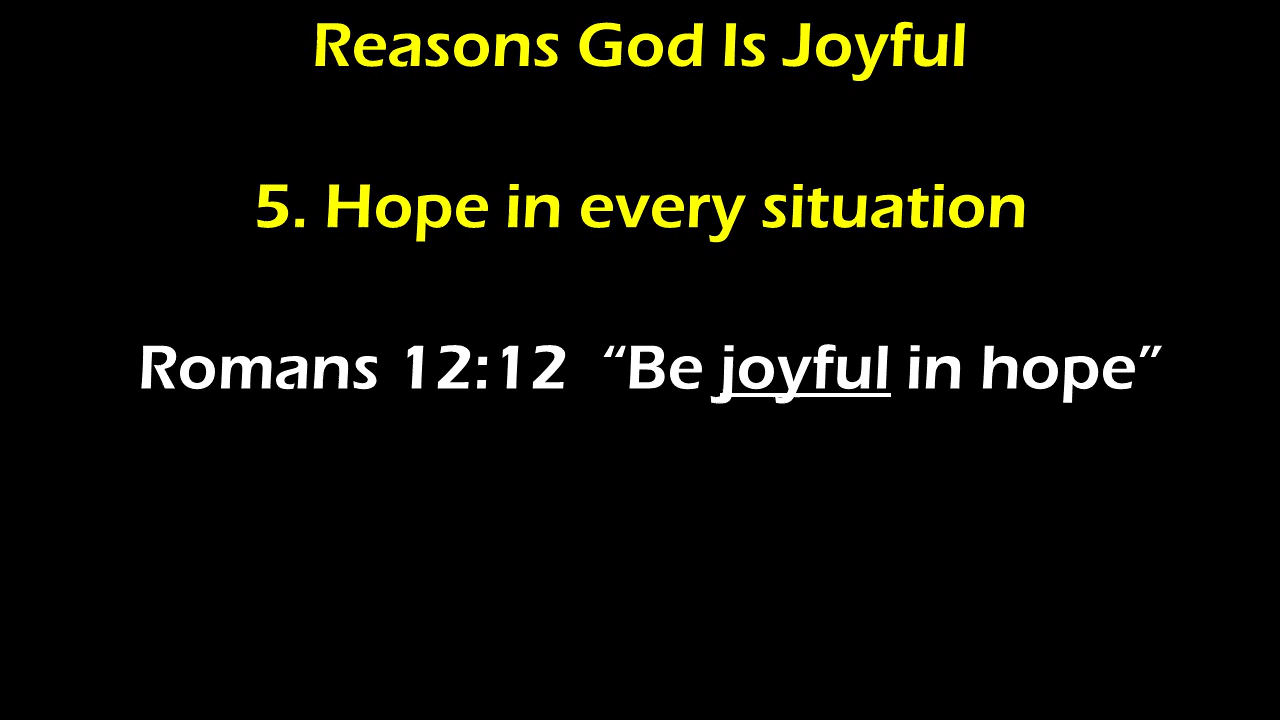 Reasons God Is Joyful
5. Hope in every situation
Romans 12:12  “Be joyful in hope”